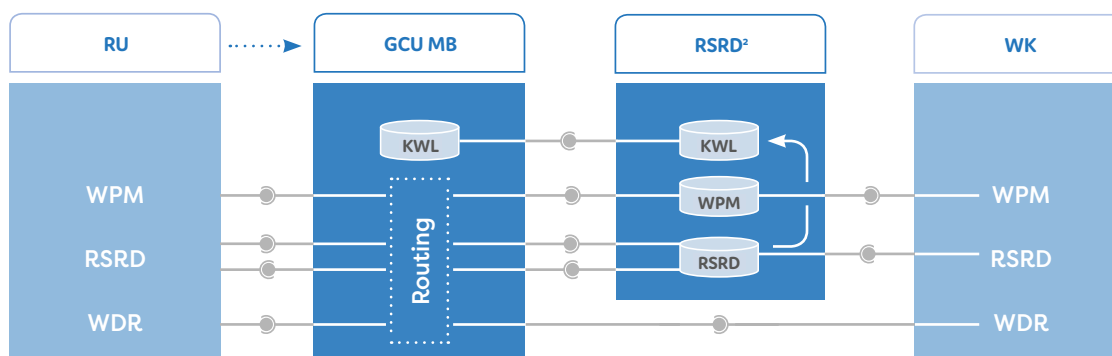 RU
GCU MB
RSRD²
WK
KWL
KWL
WPM
WPM
WPM
Routing
RSRD
RSRD
RSRD
WDR
WDR